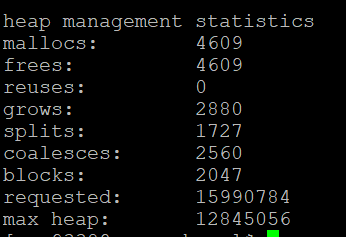 heap management statistics
mallocs: 4609
frees: 4609
reuses: 0
grows: 2880
splits: 1727
coalesces: 2560
blocks: 2047
requested: 15990784
max heap: 12845056